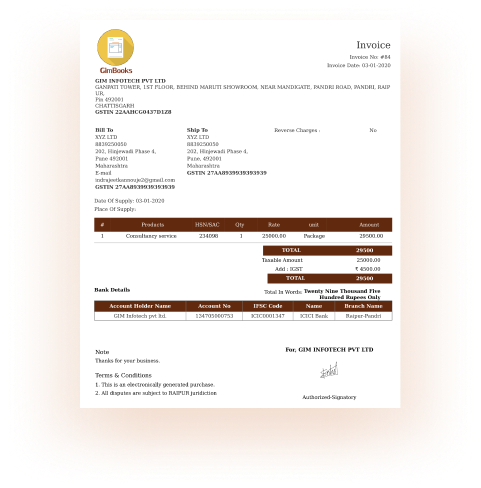 GimBooks
Invoice
Invoice No: #84
Invoice Date: 03-01-2020
GIM INFOTECH PVT LTD
GANPATI TOWER, 1ST FLOOR, BEHIND MARUTI SHOWROOM, NEAR MANDIGATE, PANDRI ROAD, PANDRI, RAIP
UR,
Pin 492001
CHATTISGARH
GSTIN 22AAHCG0437D1Z8
Bill To Ship To Reverse Charges : No
XYZ LTD XYZ LTD
8839250050 8839250050
202, Hinjewadi Phase 4, 202, Hinjewadi Phase 4,
Pune 492001 Pune, 492001
Maharashtra Maharashtra
E-mail GSTIN 27AA8939939393939
indrajeetkannouje2@gmail.com
GSTIN 27AA8939939393939
Date Of Supply: 03-01-2020
Place Of Supply:
# Products HSN/SAC Qty Rate unit Amount
1 Consultancy service 234098 1 25000.00 Package 29500.00
TOTAL 29500
Taxable Amount 25000.00
Add : IGST ₹ 4500.00
TOTAL 29500
Bank Details
Total In Words: Twenty Nine Thousand Five
Hundred Rupees Only
Account Holder Name Account No IFSC Code Name Branch Name
GIM Infotech pvt ltd. 134705000753 ICIC0001347 ICICI Bank Raipur-Pandri
Note
For, GIM INFOTECH PVT LTD
Thanks for your business.
Terms & Conditions
1. This is an electronically generated purchase.
2. All disputes are subject to RAIPUR juridiction
Authorized-Signatory